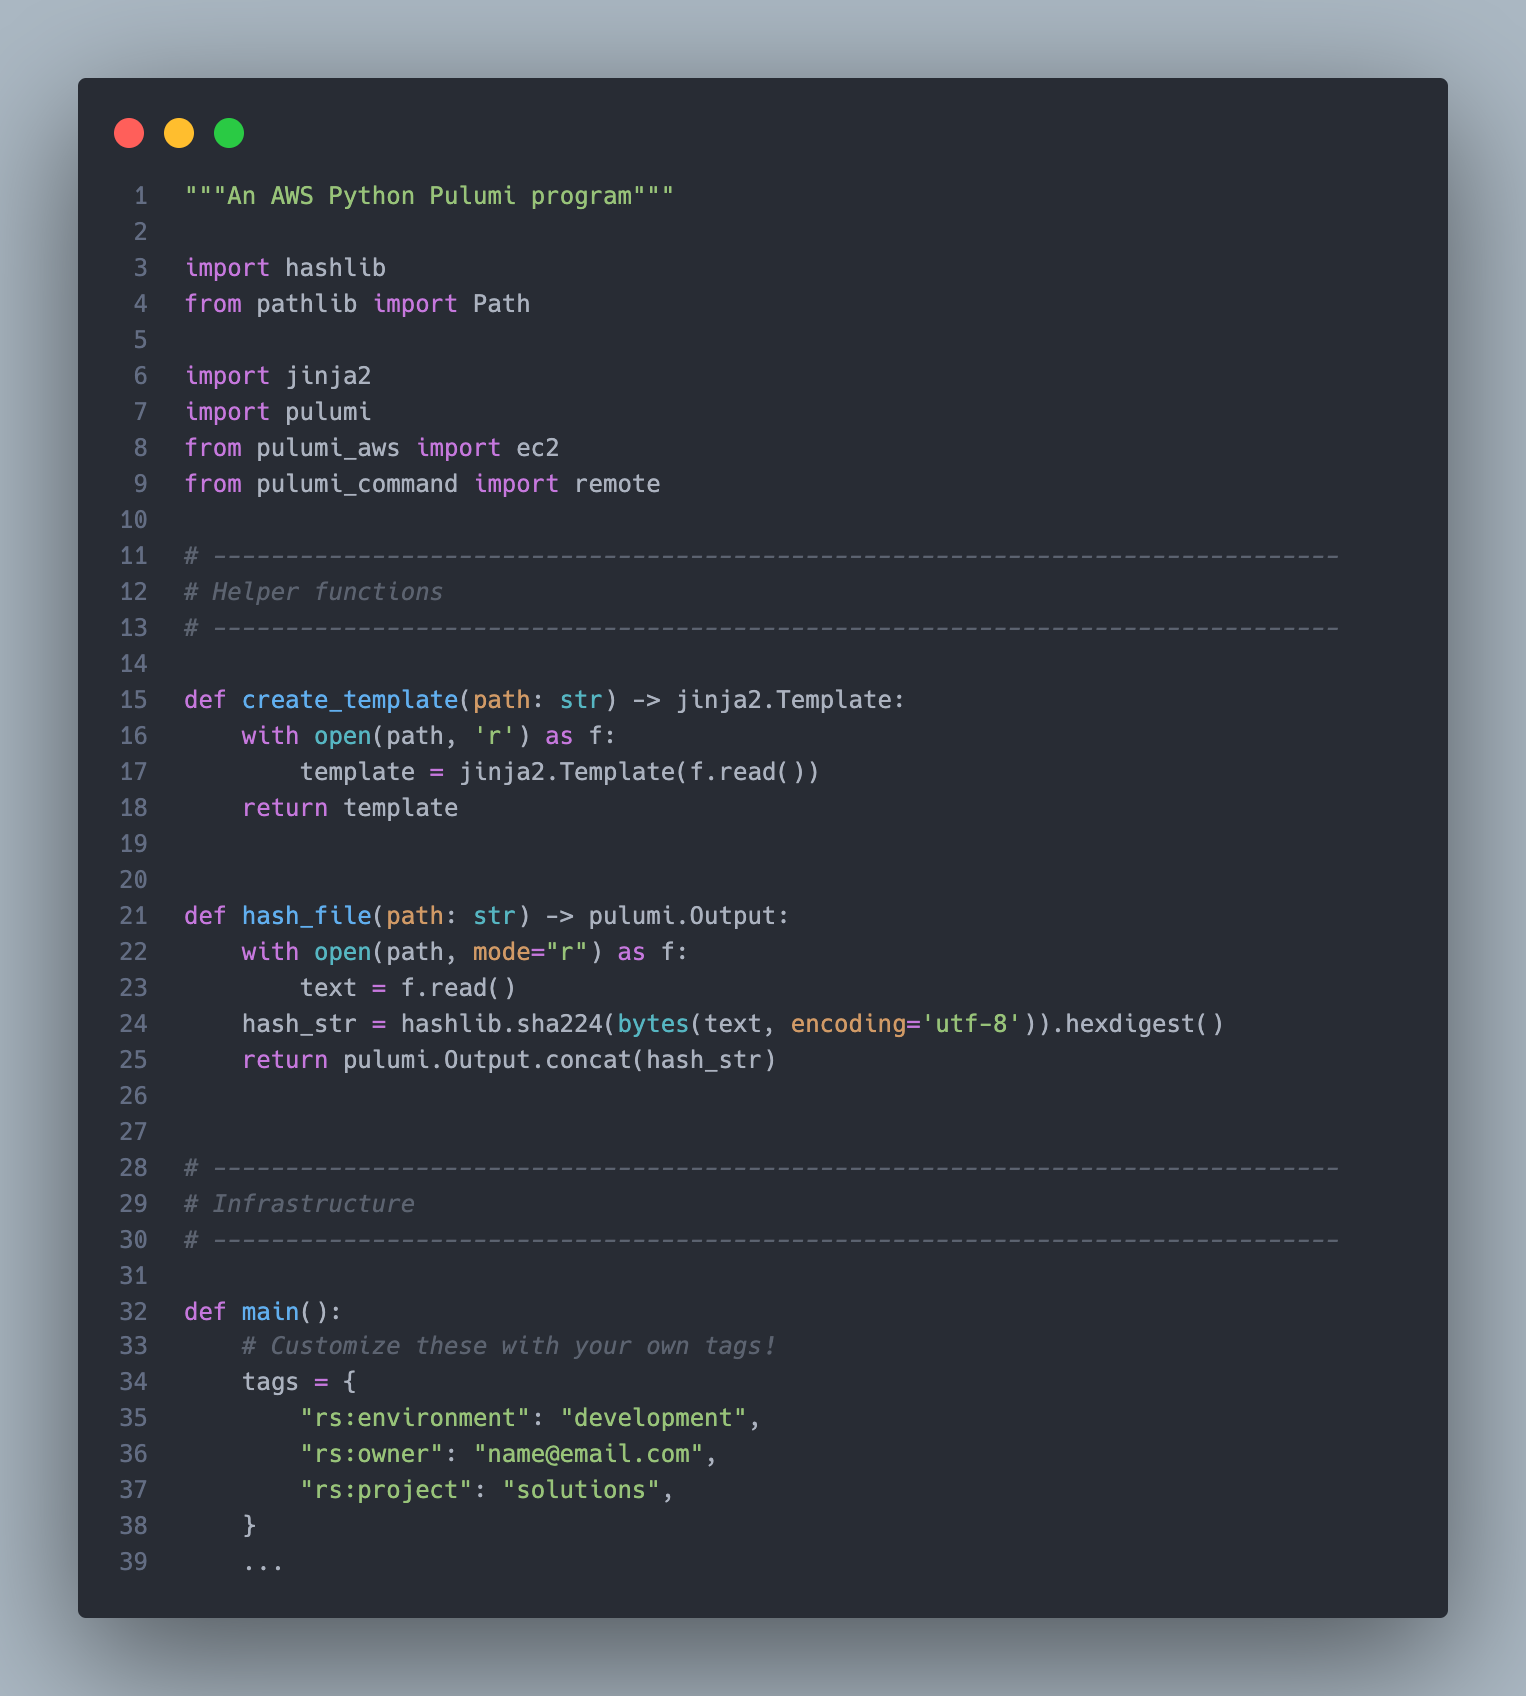 1 """An AWS Python Pulumi program"""
2
3 import hashlib
4 from pathlib import Path
5
6 import jinja2
7 import pulumi
8 from pulumi_aws import ec2
9 from pulumi_command import remote
10
11 # ------------------------------------------------------------------------------
12 # Helper functions
13 # ------------------------------------------------------------------------------
14
15 def create_template(path: str) -> jinja2.Template:
16     with open(path, 'r') as f:
17         template = jinja2.Template(f.read())
18     return template
19
20
21 def hash_file(path: str) -> pulumi.Output:
22     with open(path, mode="r") as f:
23         text = f.read()
24     hash_str = hashlib.sha224(bytes(text, encoding='utf-8')).hexdigest()
25     return pulumi.Output.concat(hash_str)
26
27
28 # ------------------------------------------------------------------------------
29 # Infrastructure
30 # ------------------------------------------------------------------------------
31
32 def main():
33     # Customize these with your own tags!
34     tags = {
35         "rs:environment": "development",
36         "rs:owner": "name@email.com",
37         "rs:project": "solutions",
38     }
39     ...